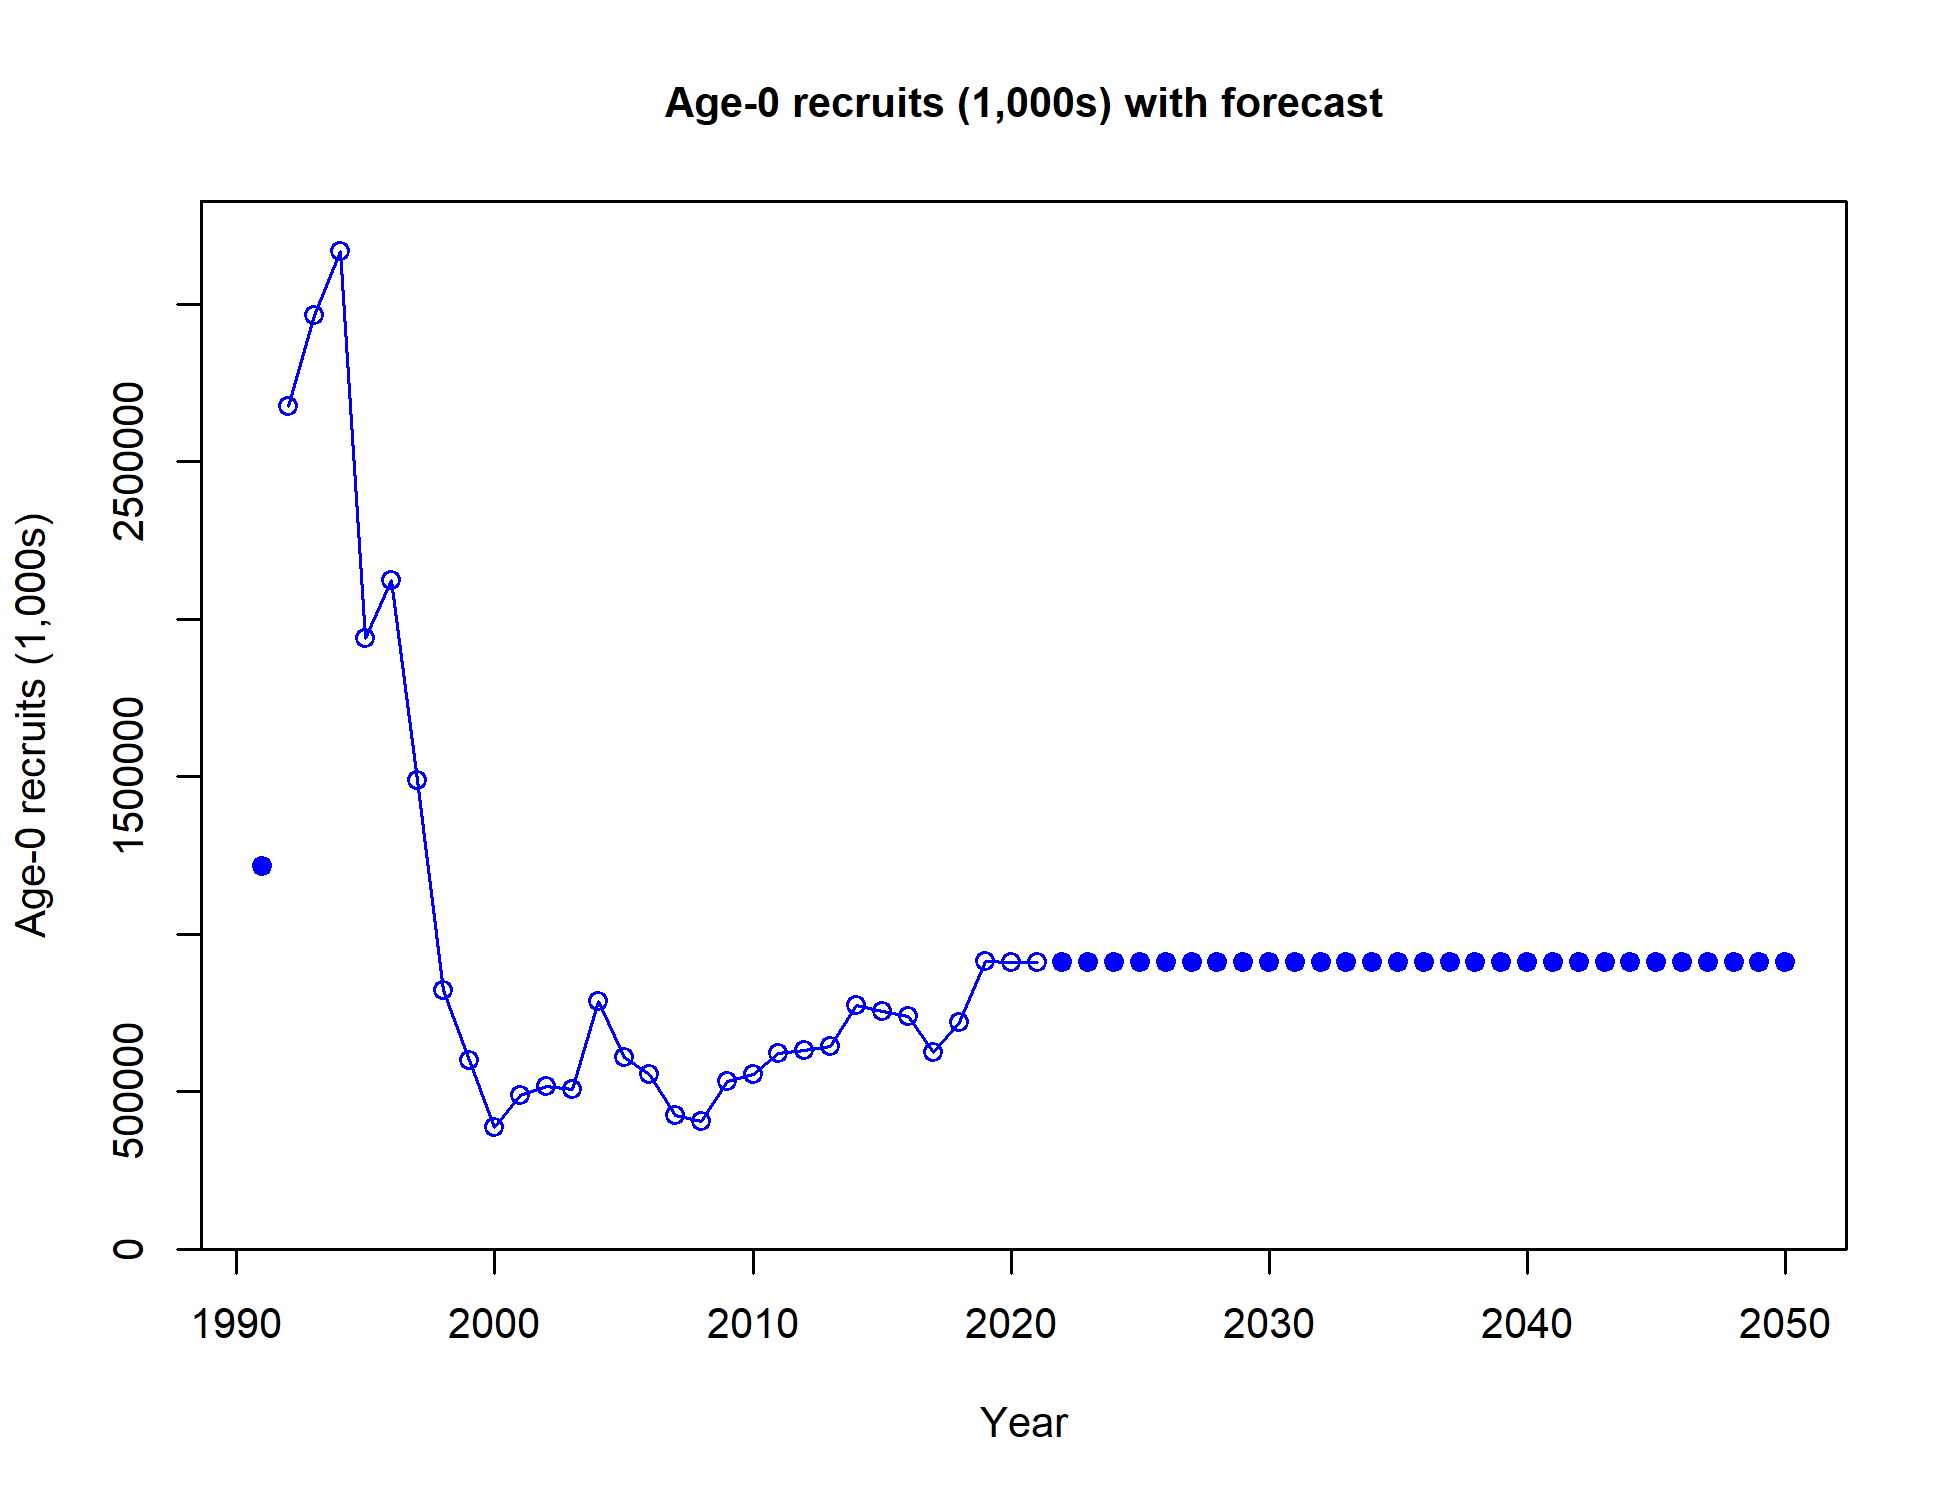 Age-0 recruits (1,000s) with forecast
Age-0 recruits (1,000s)
2500000
1500000
500000
0
1990 2000 2010 2020 2030 2040 2050
Year